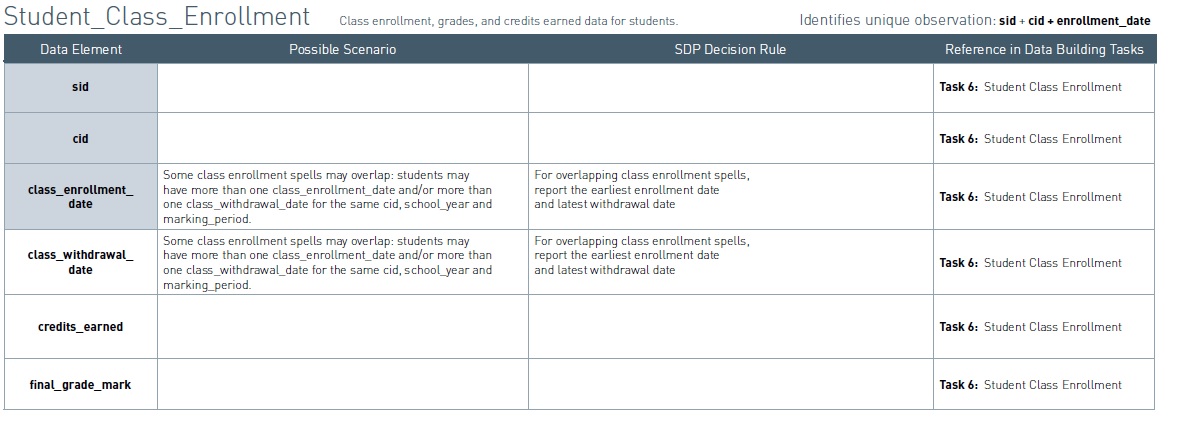 Student_Class_Enrollment Class enrollment, grades, and credits earned data for students. Identifies unique observation: sid + cid + enrollment_date
Data Element Possible Scenario SDP Decision Rule Reference in Data Building Tasks
sid Task 6: Student Class Enrollment
cid Task 6: Student Class Enrollment
class_enrollment_
date
Some class enrollment spells may overlap: students may
have more than one class_enrollment_date and/or more than
one class_withdrawal_date for the same cid, school_year and
marking_period.
For overlapping class enrollment spells,
report the earliest enrollment date
and latest withdrawal date
Task 6: Student Class Enrollment
class_withdrawal_
date
Some class enrollment spells may overlap: students may
have more than one class_enrollment_date and/or more than
one class_withdrawal_date for the same cid, school_year and
marking_period.
For overlapping class enrollment spells,
report the earliest enrollment date
and latest withdrawal date
Task 6: Student Class Enrollment
credits_earned Task 6: Student Class Enrollment
final_grade_mark Task 6: Student Class Enrollment